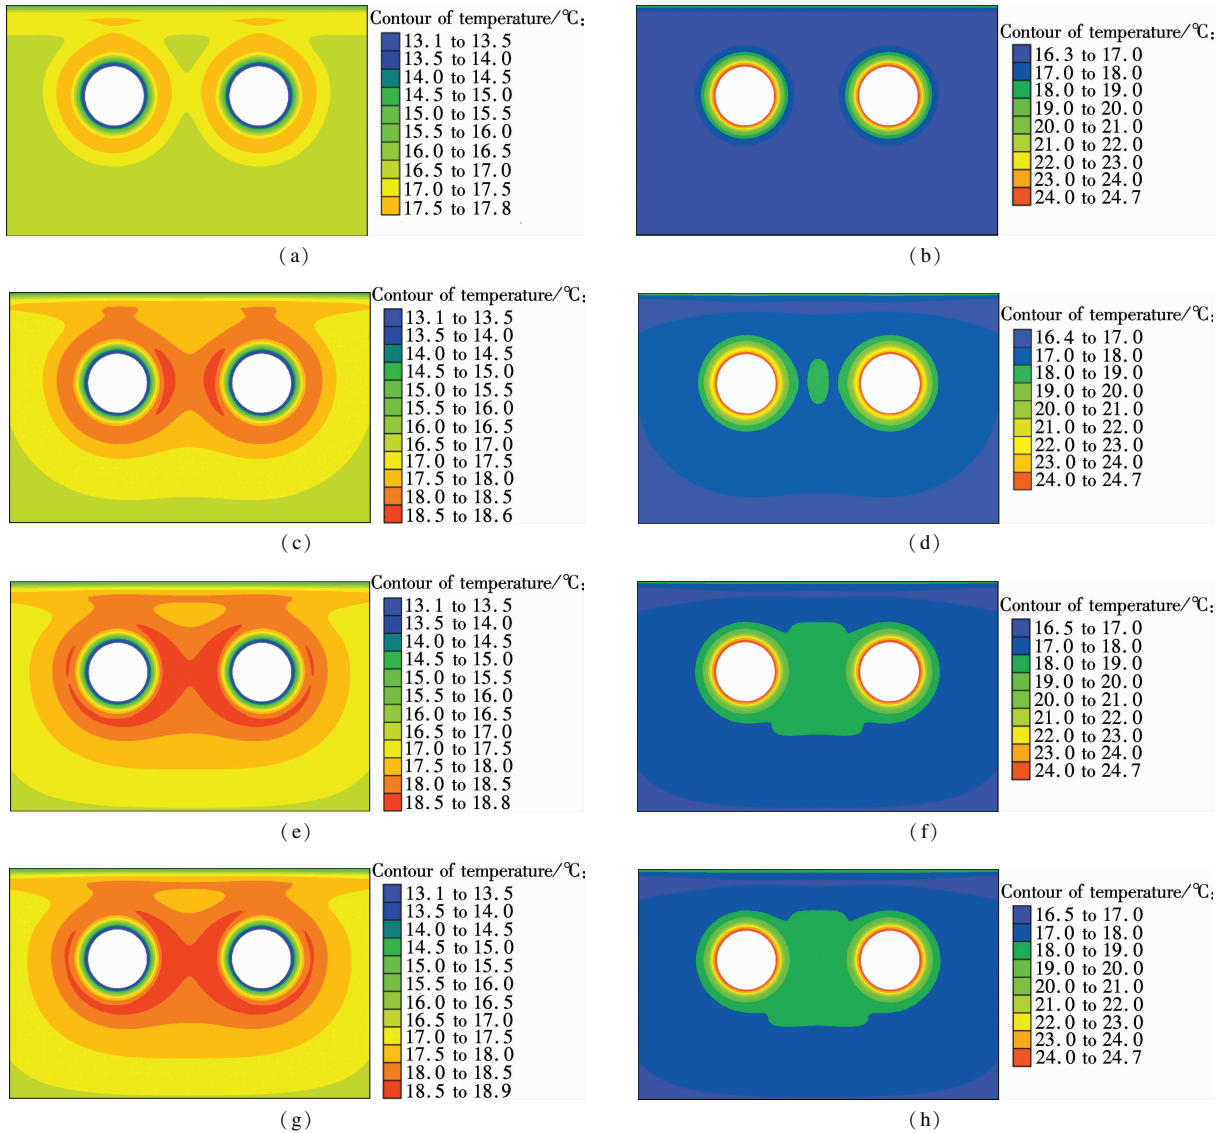 Contour of temperature/℃:
13.1 to 13.5
13.5 to 14.0
14.0 to 14.5
14.5 to 15.0
15.0 to 15.5
15.5 to 16.0
16.0 to 16.5
16.5 to 17.0
17.0 to 17.5
17.5 to 17.8
(a)
Contour of temperature/℃:
16.3 to 17.0
17.0 to 18.0
18.0 to 19.0
19.0 to 20.0
20.0 to 21.0
21.0 to 22.0
22.0 to 23.0
23.0 to 24.0
24.0 to 24.7
(b)
Contour of temperature/℃:
13.1 to 13.5
13.5 to 14.0
14.0 to 14.5
14.5 to 15.0
15.0 to 15.5
15.5 to 16.0
16.0 to 16.5
16.5 to 17.0
17.0 to 17.5
17.5 to 18.0
18.0 to 18.5
18.5 to 18.6
(c)
Contour of temperature/℃:
16.4 to 17.0
17.0 to 18.0
18.0 to 19.0
19.0 to 20.0
20.0 to 21.0
21.0 to 22.0
22.0 to 23.0
23.0 to 24.0
24.0 to 24.7
(d)
Contour of temperature/℃:
13.1 to 13.5
13.5 to 14.0
14.0 to 14.5
14.5 to 15.0
15.0 to 15.5
15.5 to 16.0
16.0 to 16.5
16.5 to 17.0
17.0 to 17.5
17.5 to 18.0
18.0 to 18.5
18.5 to 18.8
(e)
Contour of temperature/℃:
16.5 to 17.0
17.0 to 18.0
18.0 to 19.0
19.0 to 20.0
20.0 to 21.0
21.0 to 22.0
22.0 to 23.0
23.0 to 24.0
24.0 to 24.7
(f)
Contour of temperature/℃:
13.1 to 13.5
13.5 to 14.0
14.0 to 14.5
14.5 to 15.0
15.0 to 15.5
15.5 to 16.0
16.0 to 16.5
16.5 to 17.0
17.0 to 17.5
17.5 to 18.0
18.0 to 18.5
18.5 to 18.9
(g)
Contour of temperature/℃:
16.5 to 17.0
17.0 to 18.0
18.0 to 19.0
19.0 to 20.0
20.0 to 21.0
21.0 to 22.0
22.0 to 23.0
23.0 to 24.0
24.0 to 24.7
(h)